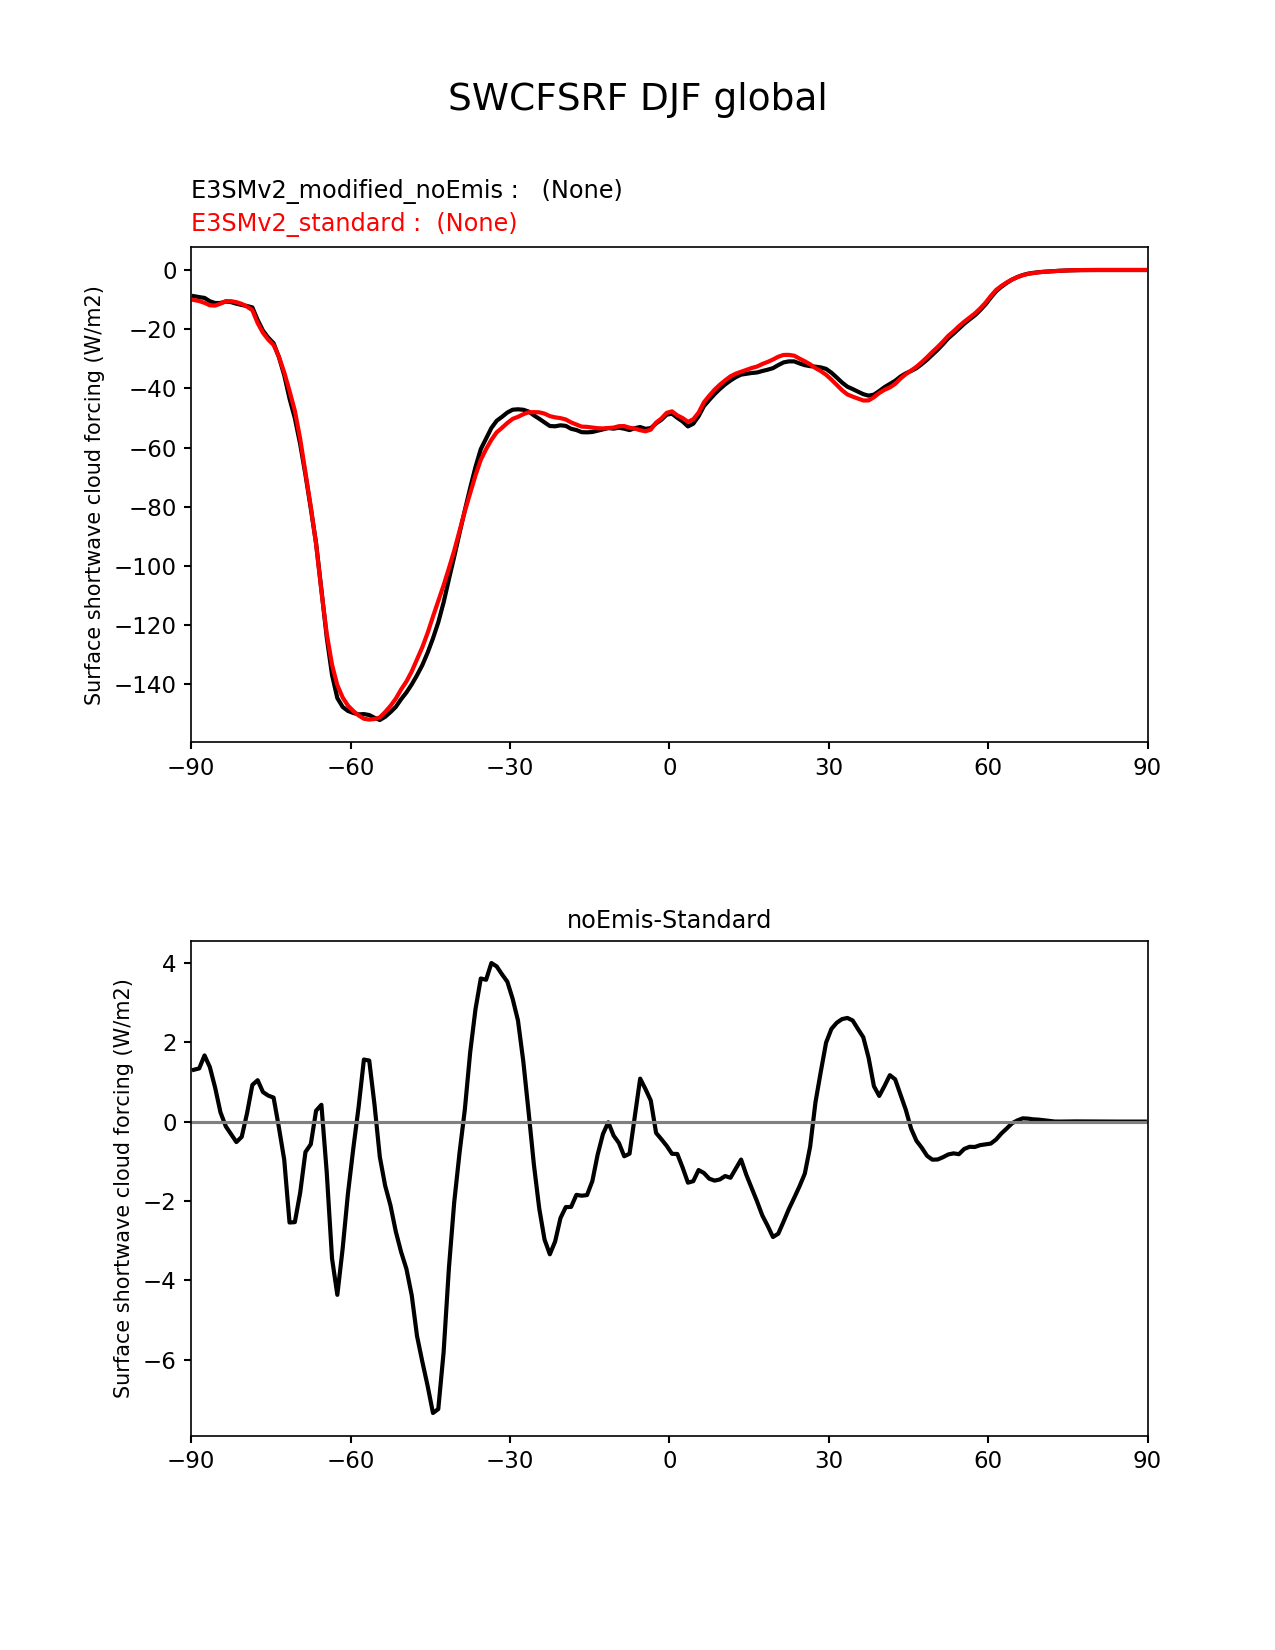 SWCFSRF DJF global
E3SMv2_modified_noEmis :   (None)
E3SMv2_standard :  (None)
Surface shortwave cloud forcing (W/m2)
0
−20
−40
−60
−80
−100
−120
−140
−90 −60 −30 0 30 60 90
noEmis-Standard
Surface shortwave cloud forcing (W/m2)
4
2
0
−2
−4
−6
−90 −60 −30 0 30 60 90